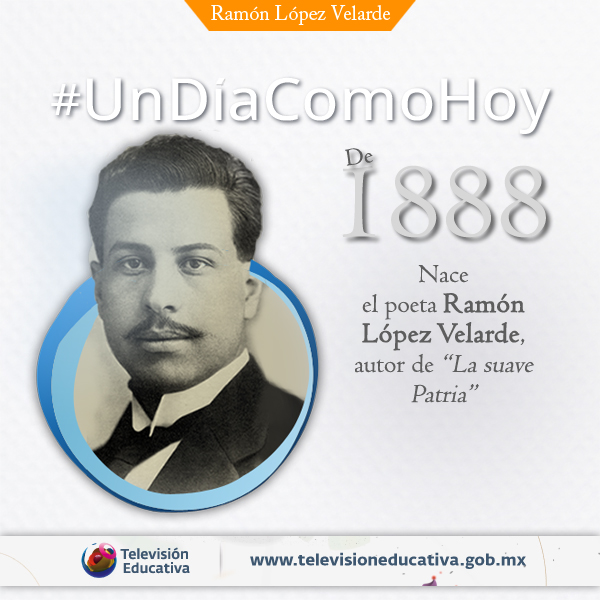 Ramón López Velarde
#UnDiaComoHoy
De
1888
Nace
el poeta Ramón
López Velarde,
autor de “La suave
Patria”
Televisión
Educativa
www.televisioneducativa.gob.mx